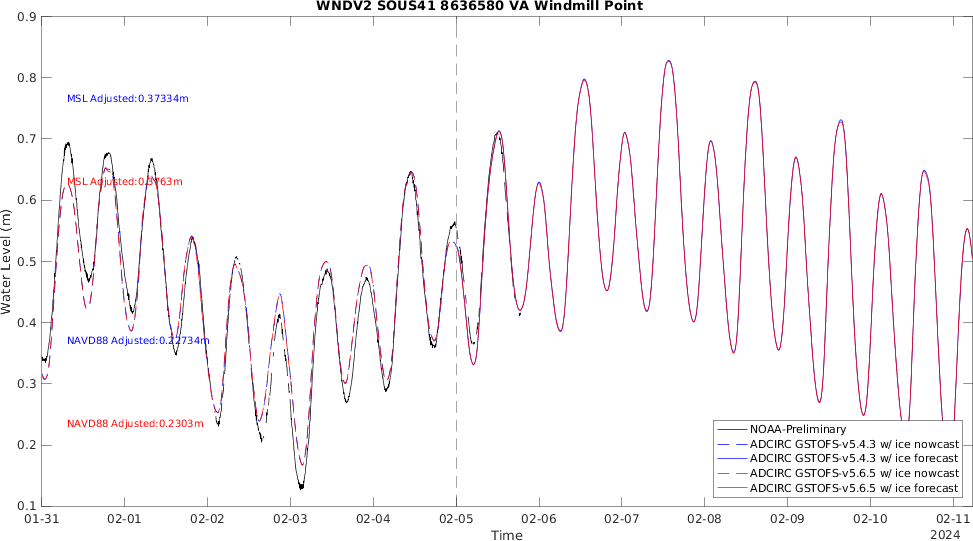 WNDV2 SOUS41 8636580 VA Windmill Point
0.9
0.8
0.7
0.6
0.5
0.4
0.3
0.2
0.1
Water Level (m)
MSL Adjusted:0.37334m
MSL Adjusted:0.3763m
NAVD88 Adjusted:0.22734m
NAVD88 Adjusted:0.2303m
NOAA-Preliminary
ADCIRC GSTOFS-v5.4.3 w/ ice nowcast
ADCIRC GSTOFS-v5.4.3 w/ ice forecast
ADCIRC GSTOFS-v5.6.5 w/ ice nowcast
ADCIRC GSTOFS-v5.6.5 w/ ice forecast
01-31 02-01 02-02 02-03 02-04 02-05 02-06 02-07 02-08 02-09 02-10 02-11
Time
2024